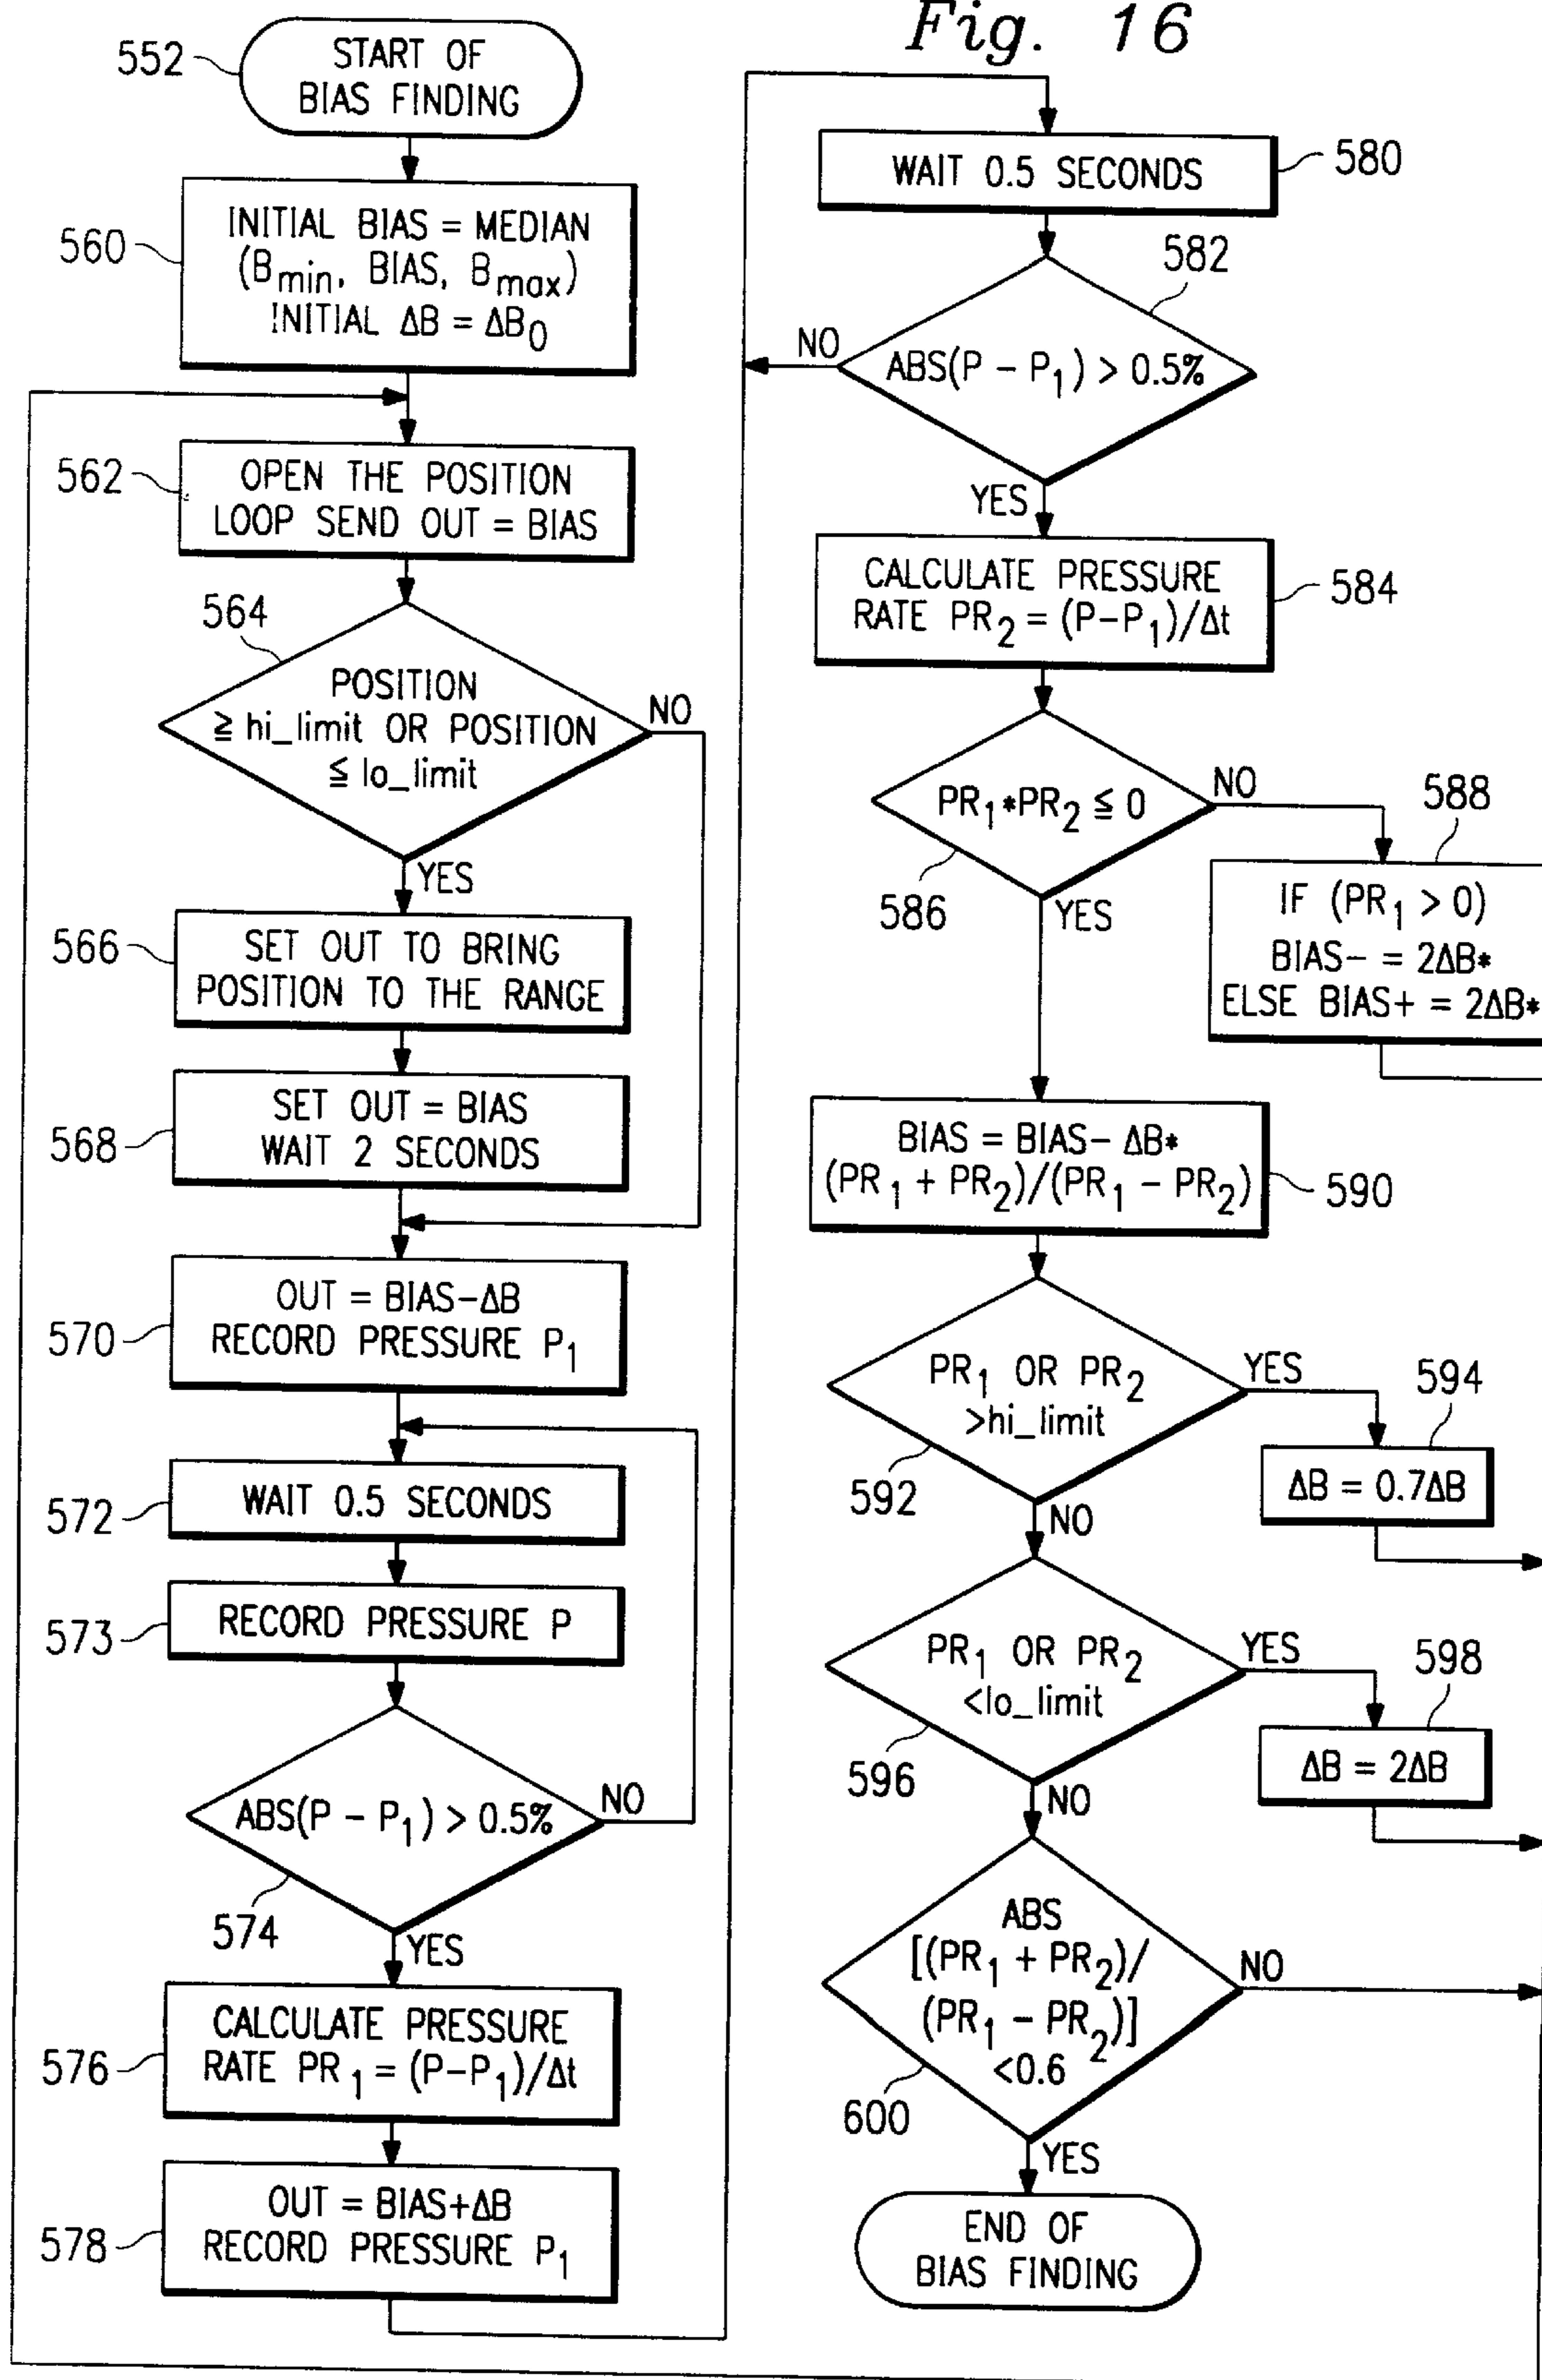 Fig. 16
552
START OF
BIAS FINDING
560
INITIAL BIAS = MEDIAN
(Bmin, BIAS, Bmax)
INITIAL ΔB = ΔB0
562
OPEN THE POSITION
LOOP SEND OUT = BIAS
564
POSITION
≧ hi_limit OR POSITION
≦ lo_limit
NO
YES
566
SET OUT TO BRING
POSITION TO THE RANGE
568
SET OUT = BIAS
WAIT 2 SECONDS
570
OUT = BIAS-ΔB
RECORD PRESSURE P1
572
WAIT 0.5 SECONDS
573
RECORD PRESSURE P
ABS(P - P1) > 0.5%
NO
574
YES
576
CALCULATE PRESSURE
RATE PR1 = (P-P1)/Δt
578
OUT = BIAS+ΔB
RECORD PRESSURE P1
WAIT 0.5 SECONDS
580
582
NO
ABS(P - P1) > 0.5%
YES
CALCULATE PRESSURE
RATE PR2 = (P-P1)/Δt
584
PR1*PR2 ≦ 0
NO
586
YES
588
IF (PR1 > 0)
BIAS- = 2ΔB*
ELSE BIAS+ = 2ΔB*
BIAS = BIAS- ΔB*
(PR1 + PR2)/(PR1 - PR2)
590
PR1 OR PR2
>hi_limit
YES
592
NO
594
ΔB = 0.7ΔB
PR1 OR PR2
<lo_limit
YES
596
NO
598
ΔB = 2ΔB
ABS
[(PR1 + PR2)/
(PR1 - PR2)]
<0.6
NO
600
YES
END OF
BIAS FINDING